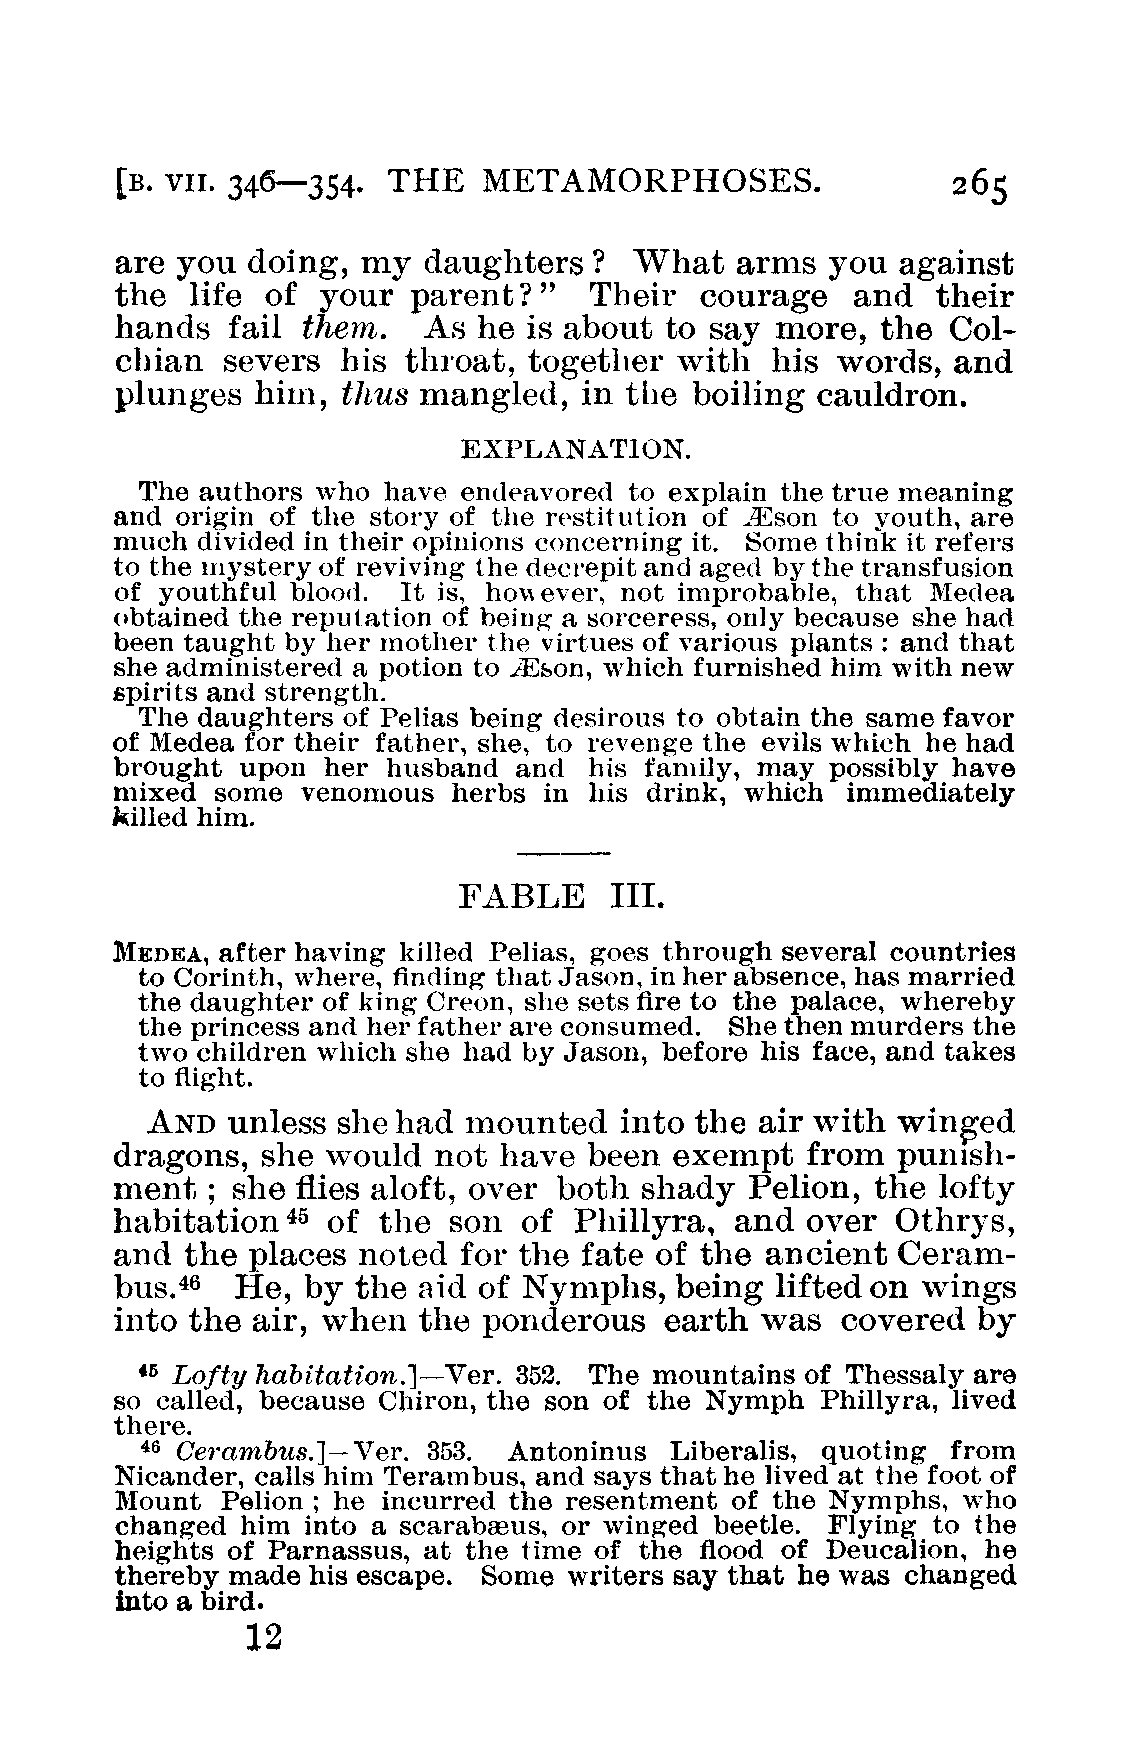 [B. VII. 346—354. THE METAMORPHOSES. 265
are you doing, my daughters? What arms you against
the life of your parent?" Their courage and their
hands fail them. As he is about to say more, the Col-
chian severs his throat, together with his words, and
plunges him, thus mangled, in the boiling cauldron.
EXPLANATION.
The authors who have endeavored to explain the true meaning
and origin of the story of the restitution of Æson to youth, are
much divided in their opinions concerning it. Some think it refers
to the mystery of reviving the decrepit and aged by the transfusion
of youthful blood. It is, however, not improbable, that Medea
obtained the reputation of being a sorceress, only because she had
been taught by her mother the virtues of various plants: and that
she administered a potion to Æson, which furnished him with new
spirits and strength.
The daughters of Pelias being desirous to obtain the same favor
of Medea for their father, she, to revenge the evils which he had
brought upon her husband and his family, may possibly have
mixed some venomous herbs in his drink, which immediately
killed him.
FABLE III.
MEDEA, after having killed Pelias, goes through several countries
to Corinth, where, finding that Jason, in her absence, has married
the daughter of king Creon, she sets fire to the palace, whereby
the princess and her father are consumed. She then murders the
two children which she had by Jason, before his face, and takes
to flight.
AND unless she had mounted into the air with winged
dragons, she would not have been exempt from punish-
ment; she flies aloft, over both shady Pelion, the lofty
habitation⁴⁵ of the son of Phillyra, and over Othrys,
and the places noted for the fate of the ancient Ceram-
bus.⁴⁶ He, by the aid of Nymphs, being lifted on wings
into the air, when the ponderous earth was covered by
⁴⁵ Lofty habitation.]—Ver. 352. The mountains of Thessaly are
so called, because Chiron, the son of the Nymph Phillyra, lived
there.
⁴⁶ Cerambus.]—Ver. 353. Antoninus Liberalis, quoting from
Nicander, calls him Terambus, and says that he lived at the foot of
Mount Pelion; he incurred the resentment of the Nymphs, who
changed him into a scarabæus, or winged beetle. Flying to the
heights of Parnassus, at the time of the flood of Deucalion, he
thereby made his escape. Some writers say that he was changed
into a bird.
12